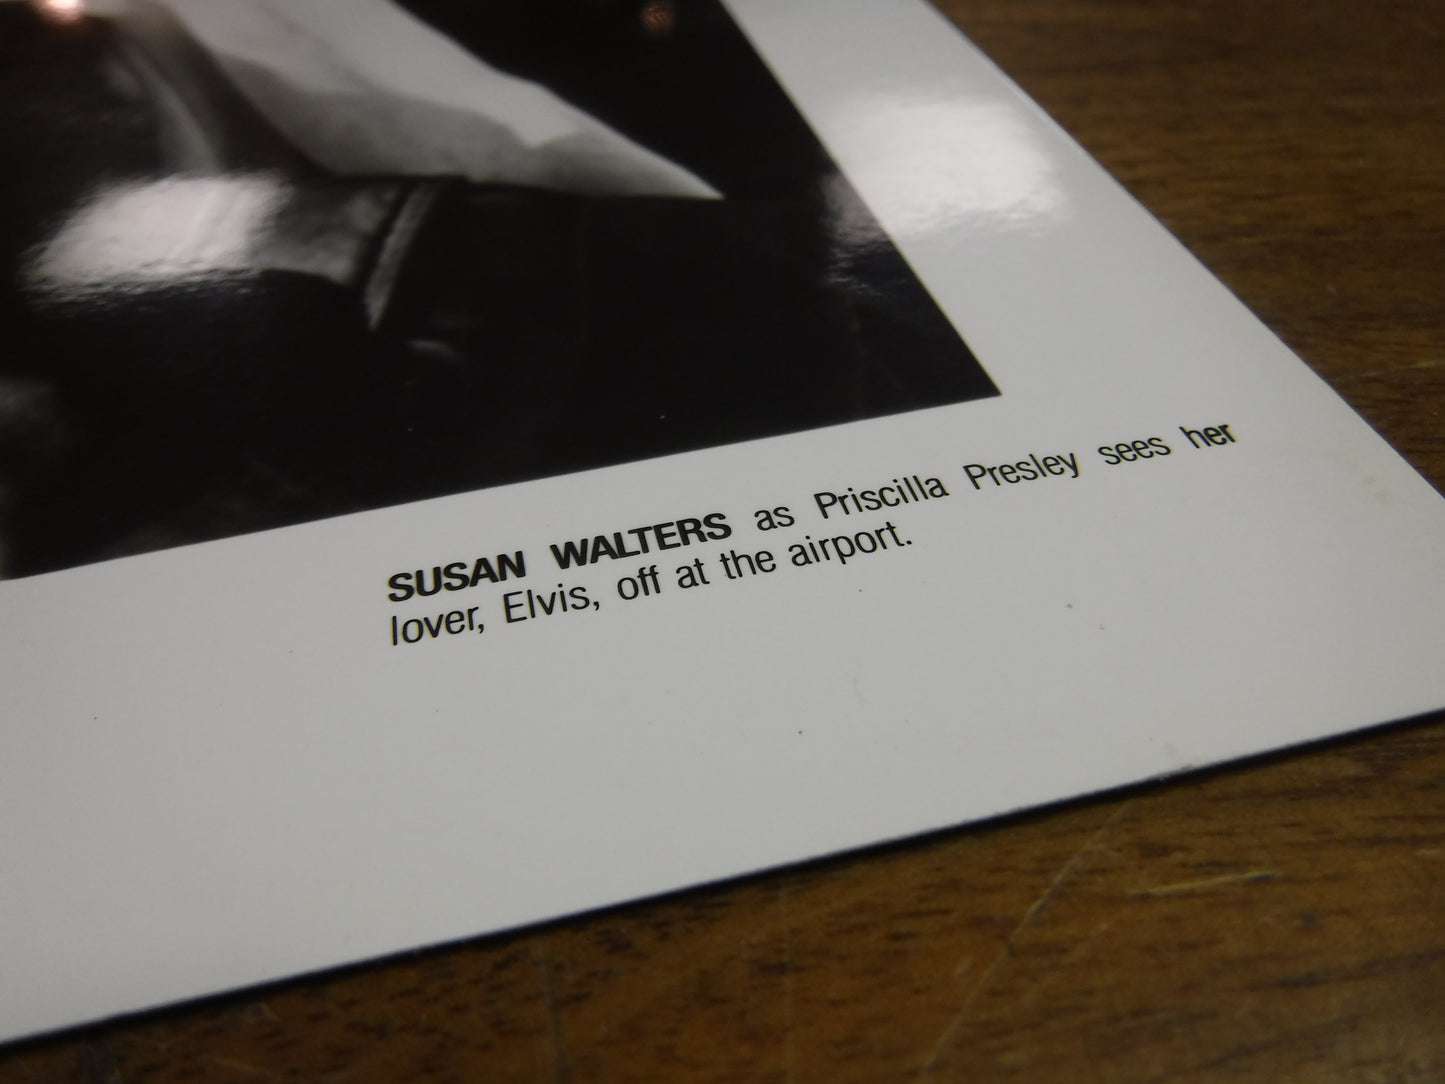 SUSAN WALTERS as Priscilla Presley sees her
lover, Elvis, off at the airport.